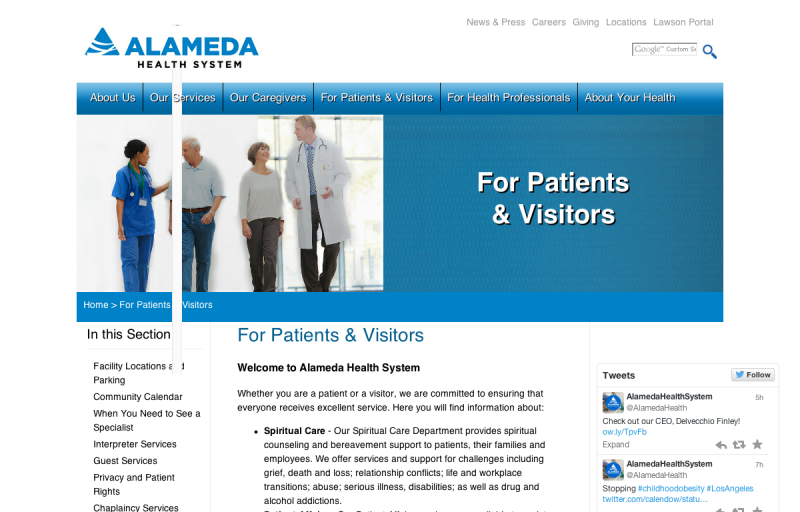 News & Press Careers Giving Locations Lawson Portal
ALAMEDA
HEALTH SYSTEM
Google™ Custom Se
About Us Our Services Our Caregivers For Patients & Visitors For Health Professionals About Your Health
For Patients
& Visitors
Home > For Patients Visitors
In this Section
Facility Locations and
Parking
Community Calendar
When You Need to See a
Specialist
Interpreter Services
Guest Services
Privacy and Patient
Rights
Chaplaincy Services
For Patients & Visitors
Welcome to Alameda Health System
Whether you are a patient or a visitor, we are committed to ensuring that
everyone receives excellent service. Here you will find information about:
• Spiritual Care - Our Spiritual Care Department provides spiritual
counseling and bereavement support to patients, their families and
employees. We offer services and support for challenges including
grief, death and loss; relationship conflicts; life and workplace
transitions; abuse; serious illness, disabilities; as well as drug and
alcohol addictions.
Tweets Follow
AlamedaHealthSystem 5h
@AlamedaHealth
Check out our CEO, Delvecchio Finley!
ow.ly/TpvFb
Expand
AlamedaHealthSystem 7h
@AlamedaHealth
Stopping #childhoodobesity #LosAngeles
twitter.com/calendow/statu…